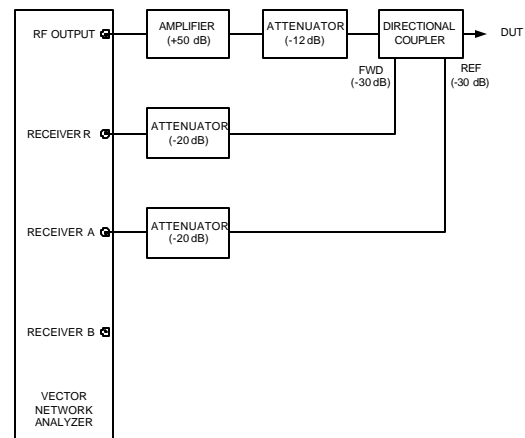 RF OUTPUT
AMPLIFIER
(+50 dB)
ATTENUATOR
(-12 dB)
DIRECTIONAL
COUPLER
DUT
FWD
(-30 dB)
REF
(-30 dB)
RECEIVER R
ATTENUATOR
(-20 dB)
RECEIVER A
ATTENUATOR
(-20 dB)
RECEIVER B
VECTOR
NETWORK
ANALYZER